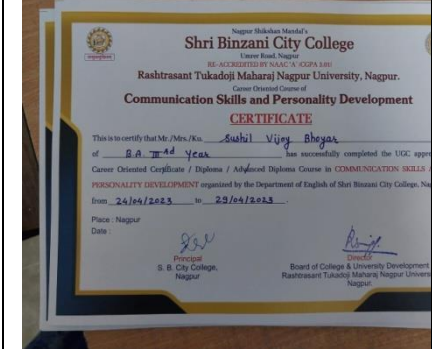 Nagpur Shikshan Mandal's
Shri Binzani City College
Umrer Road, Nagpur
RE- ACCREDITED BY NAAC 'A' (CGPA 3.01)
Rashtrasant Tukadoji Maharaj Nagpur University, Nagpur.
Career Oriented Course of
Communication Skills and Personality Development
CERTIFICATE
This is to certify that Mr./Mrs./Ku. Sushil Vijay Bhoyar
of B.A. IIIrd Year has successfully completed the UGC appr
Career Oriented Certificate / Diploma / Advanced Diploma Course in COMMUNICATION SKILLS
PERSONALITY DEVELOPMENT organized by the Department of English of Shri Binzani City College, Na
from 24/04/2023 to 29/04/2023.
Place : Nagpur
Date :
Principal
S. B. City College,
Nagpur
Director
Board of College & University Development
Rashtrasant Tukadoji Maharaj Nagpur Univers
Nagpur.